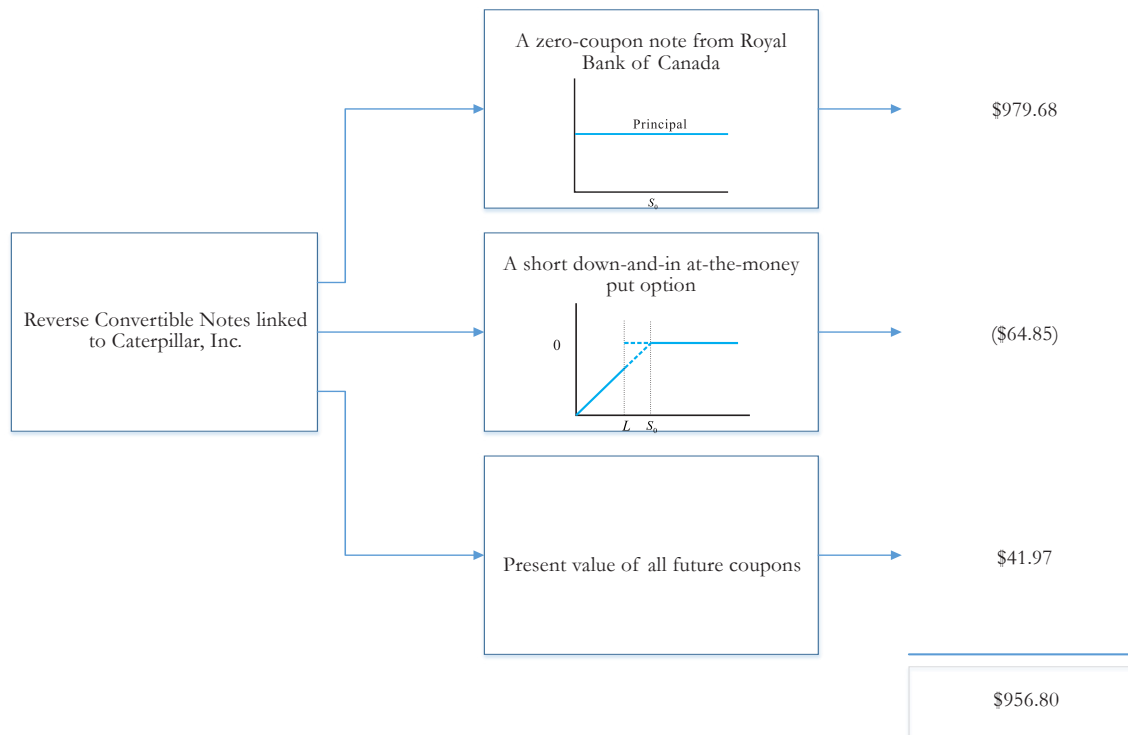 A zero-coupon note from Royal
Bank of Canada
Principal
S₀
$979.68
Reverse Convertible Notes linked
to Caterpillar, Inc.
A short down-and-in at-the-money
put option
0
L S₀
($64.85)
Present value of all future coupons
$41.97
$956.80